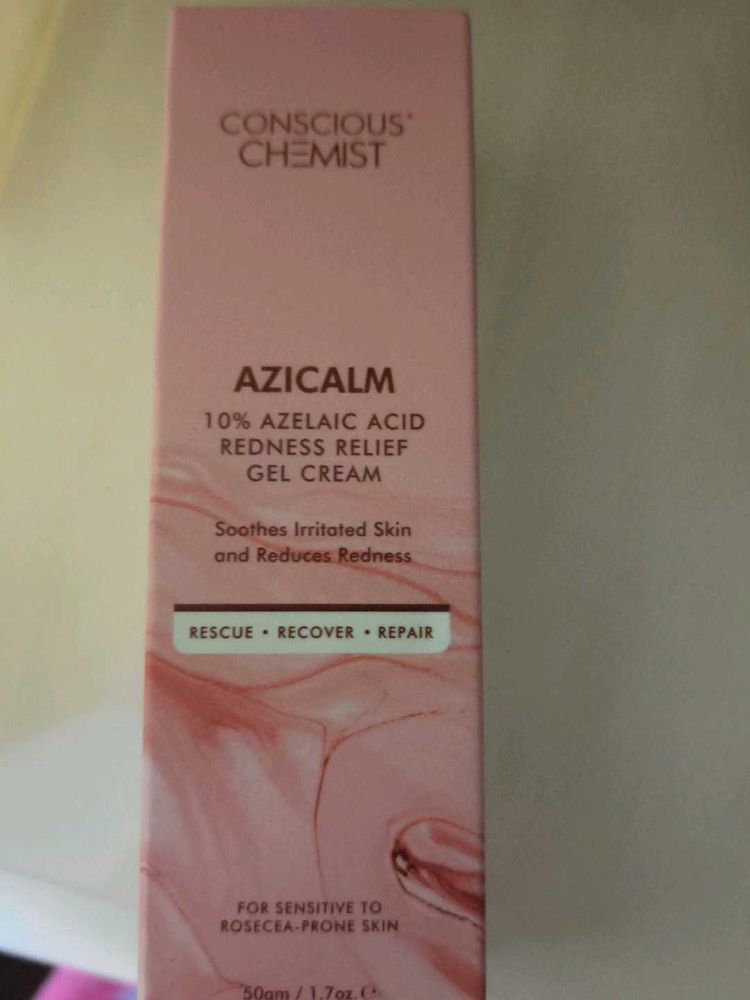 CONSCIOUS
CHEMIST
AZICALM
10% AZELAIC ACID
REDNESS RELIEF
GEL CREAM
Soothes Irritated Skin
and Reduces Redness
RESCUE • RECOVER • REPAIR
FOR SENSITIVE TO
ROSECEA-PRONE SKIN
50gm / 1.7oz. ℮